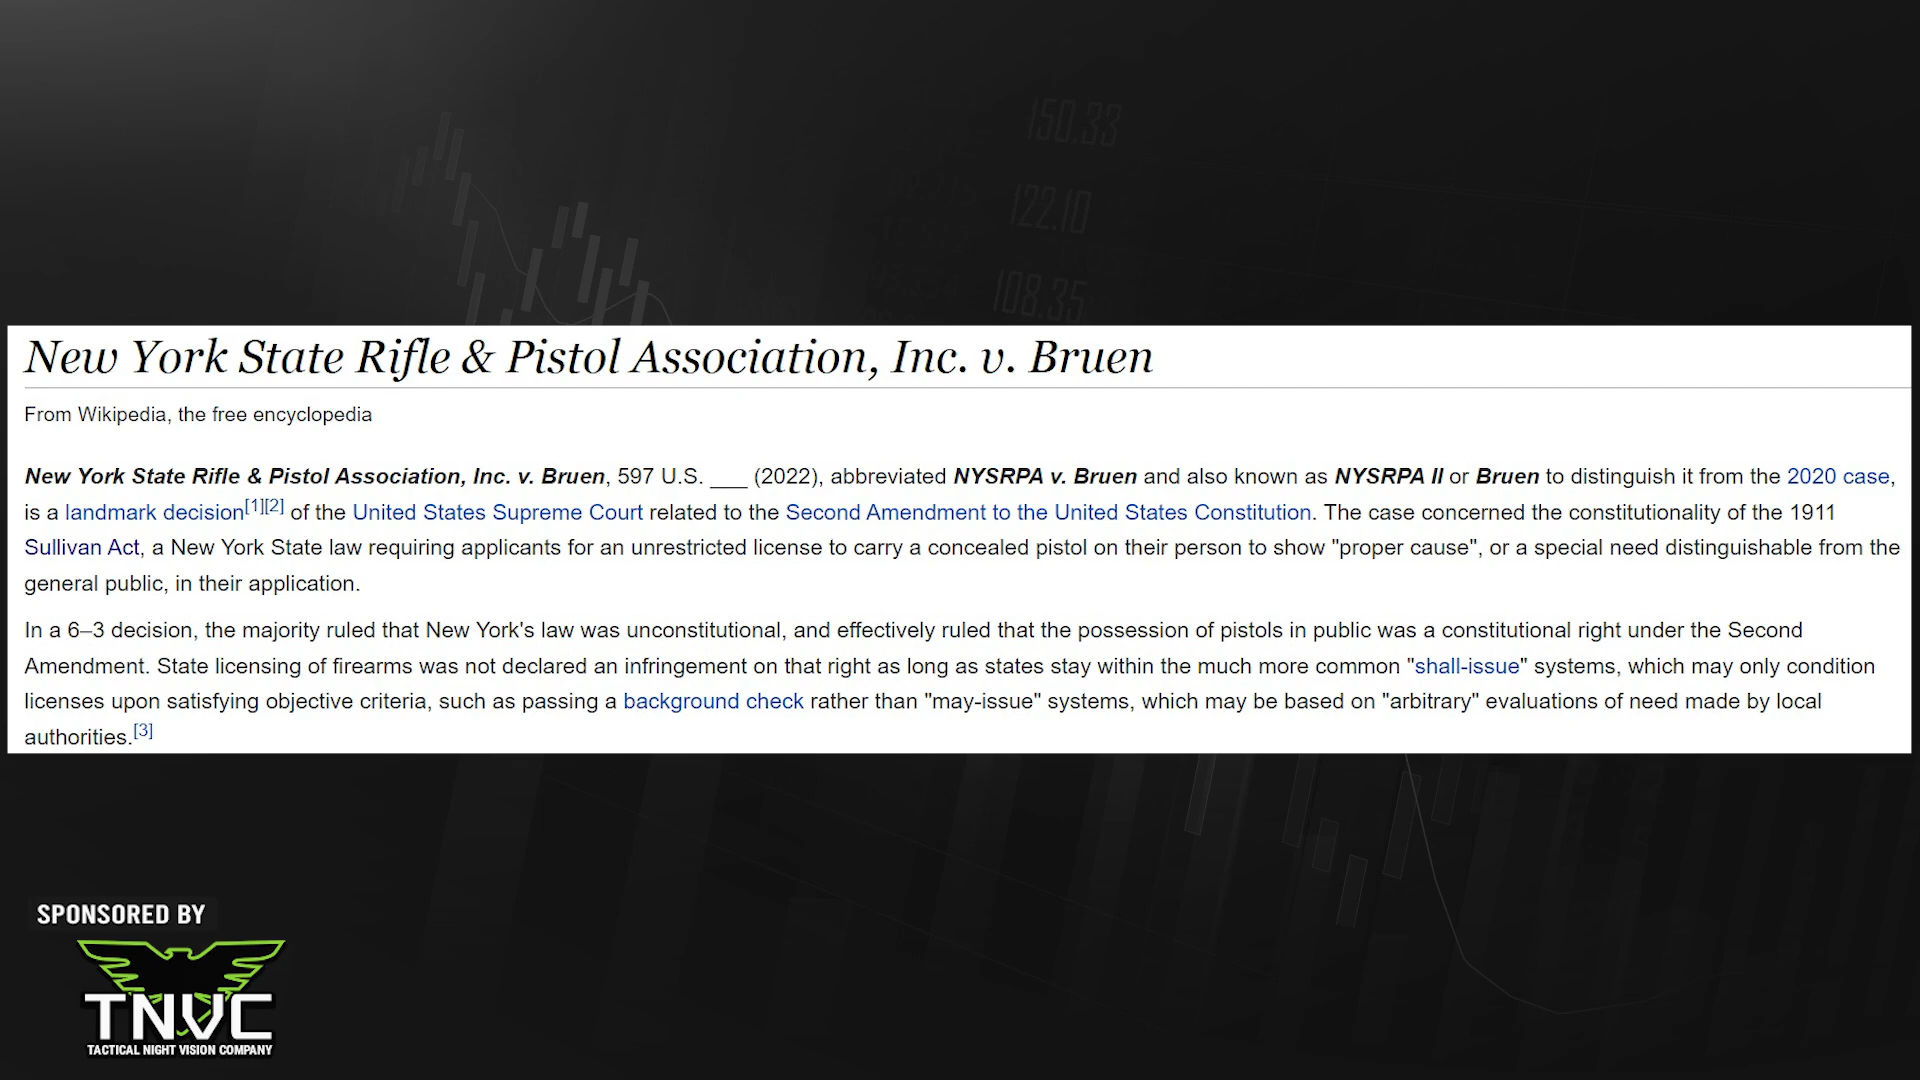 150.33
122.10
108.35
New York State Rifle & Pistol Association, Inc. v. Bruen
From Wikipedia, the free encyclopedia
New York State Rifle & Pistol Association, Inc. v. Bruen, 597 U.S. ___ (2022), abbreviated NYSRPA v. Bruen and also known as NYSRPA II or Bruen to distinguish it from the 2020 case,
is a landmark decision[1][2] of the United States Supreme Court related to the Second Amendment to the United States Constitution. The case concerned the constitutionality of the 1911
Sullivan Act, a New York State law requiring applicants for an unrestricted license to carry a concealed pistol on their person to show "proper cause", or a special need distinguishable from the
general public, in their application.
In a 6–3 decision, the majority ruled that New York's law was unconstitutional, and effectively ruled that the possession of pistols in public was a constitutional right under the Second
Amendment. State licensing of firearms was not declared an infringement on that right as long as states stay within the much more common "shall-issue" systems, which may only condition
licenses upon satisfying objective criteria, such as passing a background check rather than "may-issue" systems, which may be based on "arbitrary" evaluations of need made by local
authorities.[3]
SPONSORED BY
TNVC
TACTICAL NIGHT VISION COMPANY